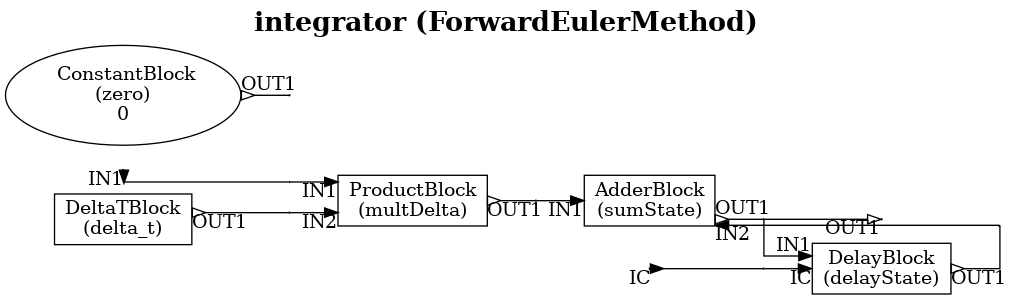 integrator (ForwardEulerMethod)
ConstantBlock
(zero)
0
OUT1
IN1
DeltaTBlock
(delta_t)
OUT1
IN1
IN2
ProductBlock
(multDelta)
OUT1
IN1
AdderBlock
(sumState)
OUT1
IN2
OUT1
IN1
IC
IC
DelayBlock
(delayState)
OUT1